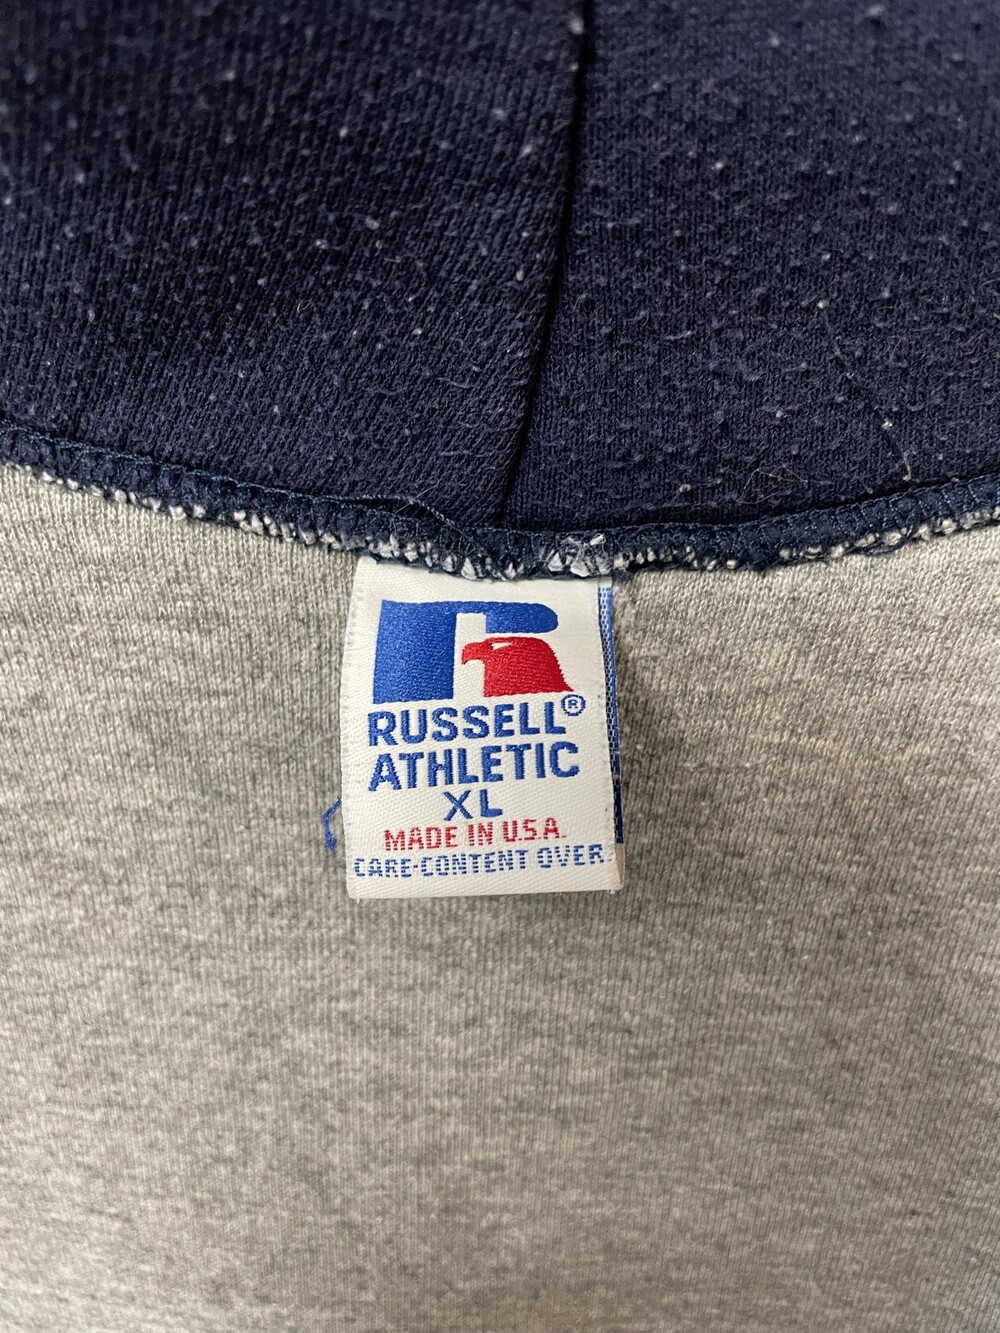 RUSSELL®
ATHLETIC
XL
MADE IN U.S.A.
CARE-CONTENT OVER